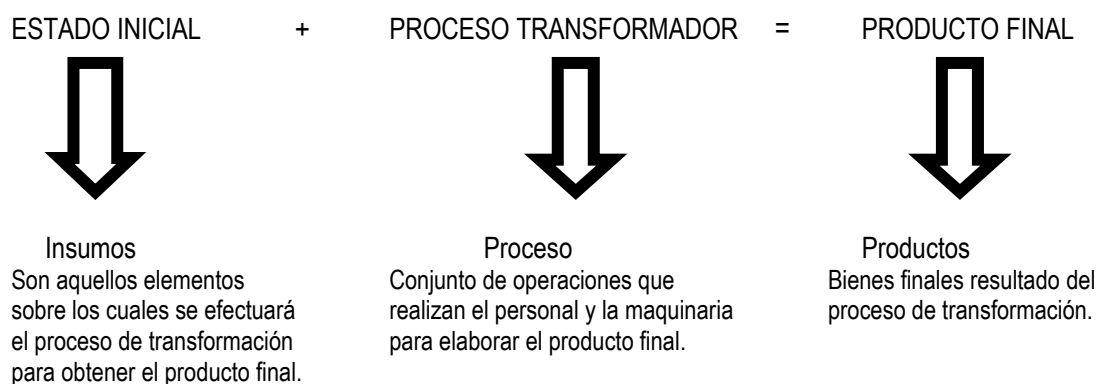 ESTADO INICIAL + PROCESO TRANSFORMADOR = PRODUCTO FINAL
Insumos
Son aquellos elementos
sobre los cuales se efectuará
el proceso de transformación
para obtener el producto final.
Proceso
Conjunto de operaciones que
realizan el personal y la maquinaria
para elaborar el producto final.
Productos
Bienes finales resultado del
proceso de transformación.